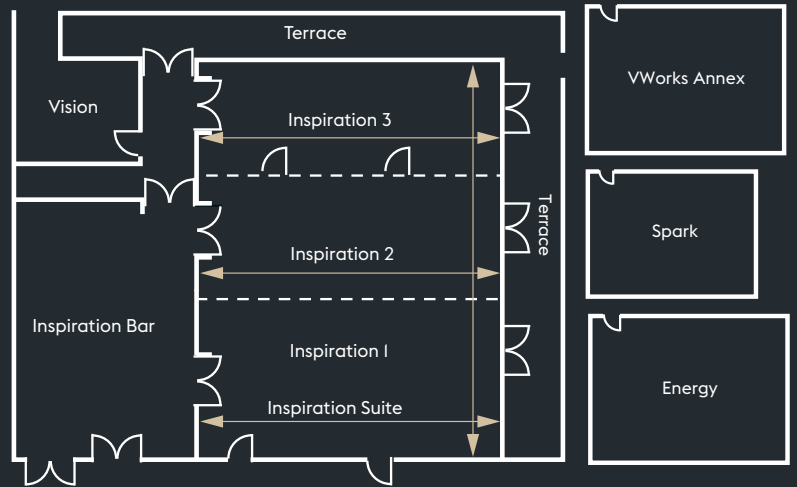 Terrace
VWorks Annex
Vision
Inspiration 3
Terrace
Spark
Inspiration 2
Inspiration Bar
Inspiration 1
Energy
Inspiration Suite